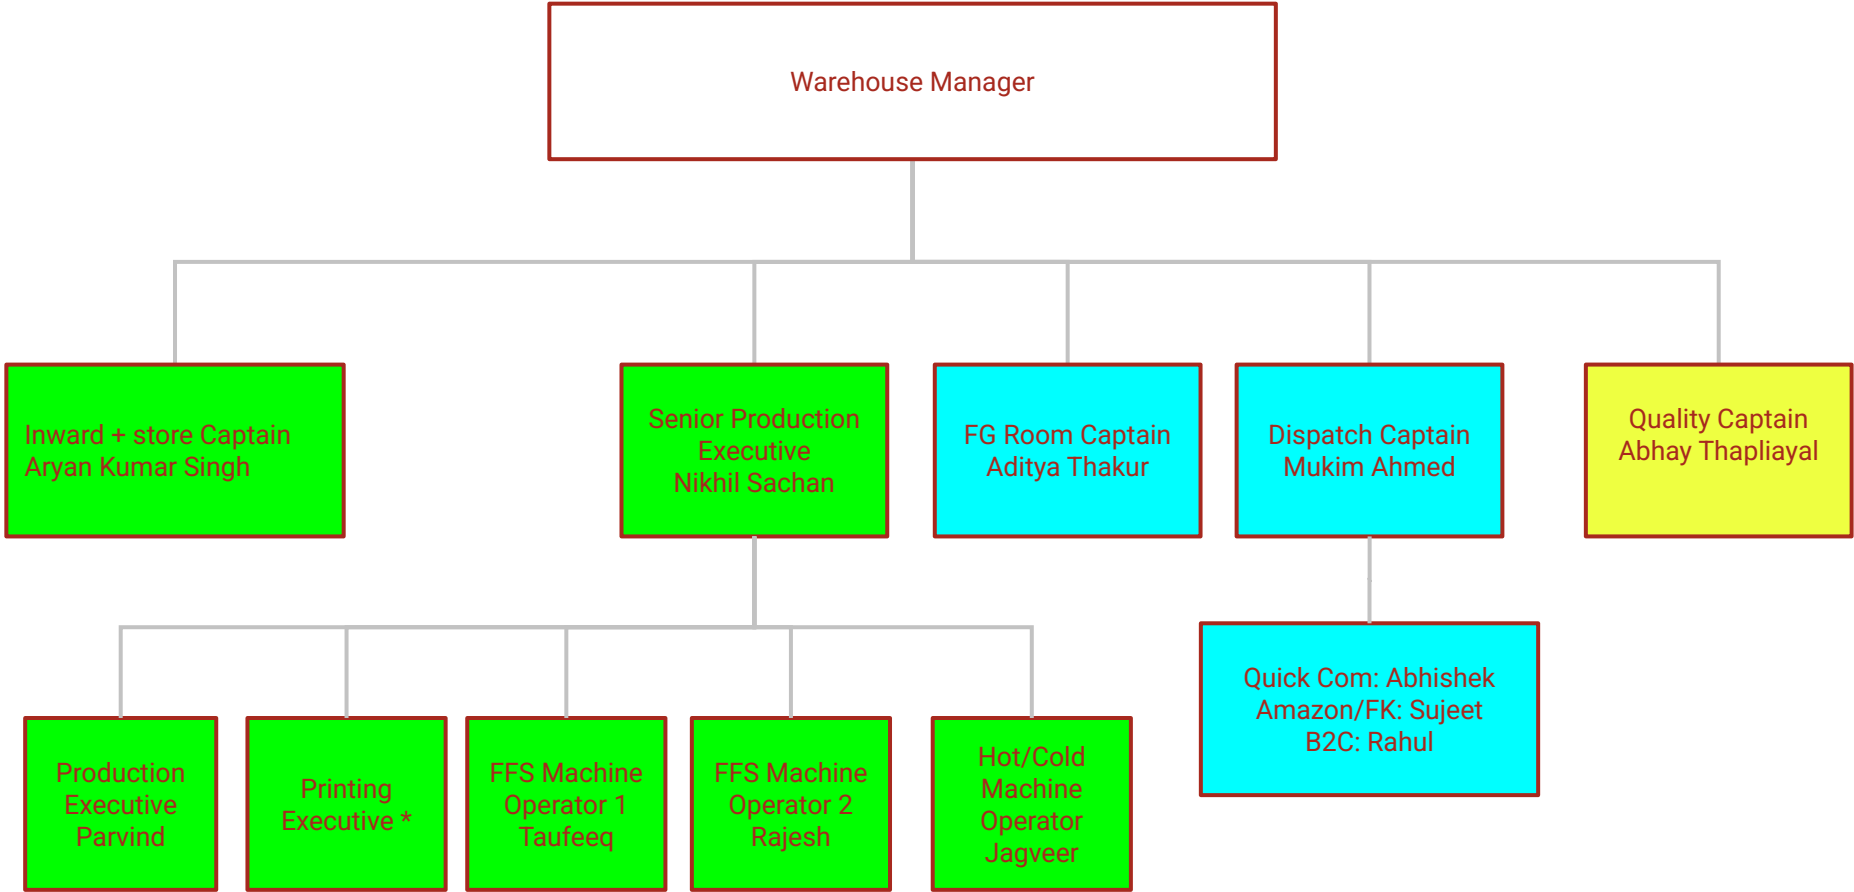 Warehouse Manager
Inward + store Captain
Aryan Kumar Singh
Senior Production
Executive
Nikhil Sachan
FG Room Captain
Aditya Thakur
Dispatch Captain
Mukim Ahmed
Quality Captain
Abhay Thapliayal
Production
Executive
Parvind
Printing
Executive *
FFS Machine
Operator 1
Taufeeq
FFS Machine
Operator 2
Rajesh
Hot/Cold
Machine
Operator
Jagveer
Quick Com: Abhishek
Amazon/FK: Sujeet
B2C: Rahul